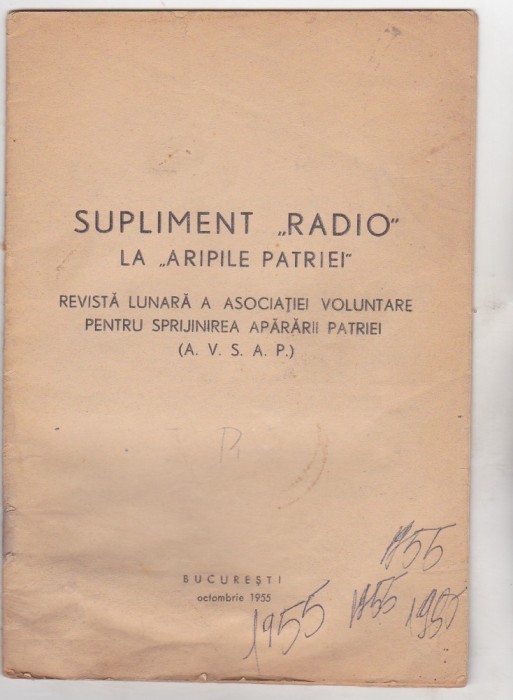 SUPLIMENT „RADIO“
LA „ARIPILE PATRIEI“
REVISTĂ LUNARĂ A ASOCIAȚIEI VOLUNTARE
PENTRU SPRIJINIREA APĂRĂRII PATRIEI
(A. V. S. A. P.)
1955
BUCUREȘTI
octombrie 1955
1955
1955
1955